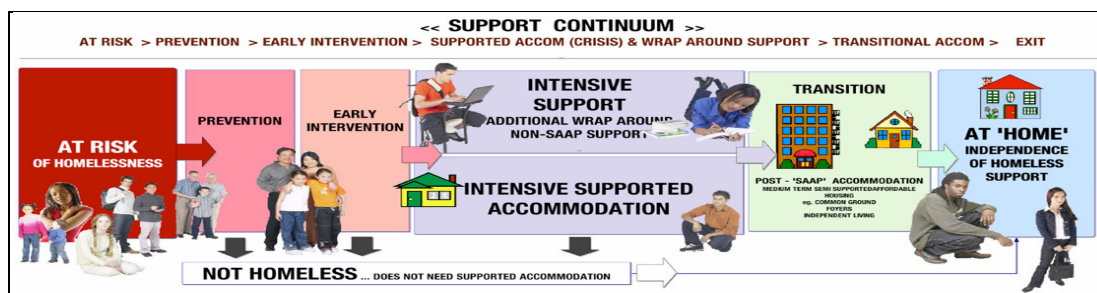 << SUPPORT CONTINUUM >>
AT RISK > PREVENTION > EARLY INTERVENTION > SUPPORTED ACCOM (CRISIS) & WRAP AROUND SUPPORT > TRANSITIONAL ACCOM > EXIT
AT RISK
OF HOMELESSNESS
PREVENTION
EARLY
INTERVENTION
INTENSIVE
SUPPORT
ADDITIONAL WRAP AROUND
NON-SAAP SUPPORT
INTENSIVE SUPPORTED
ACCOMMODATION
TRANSITION
POST - 'SAAP' ACCOMMODATION
MEDIUM TERM SEMI SUPPORTEDAFFORDABLE
HOUSING
eg. COMMON GROUND
FOYERS
INDEPENDENT LIVING
AT 'HOME'
INDEPENDENCE
OF HOMELESS
SUPPORT
NOT HOMELESS ... DOES NOT NEED SUPPORTED ACCOMMODATION